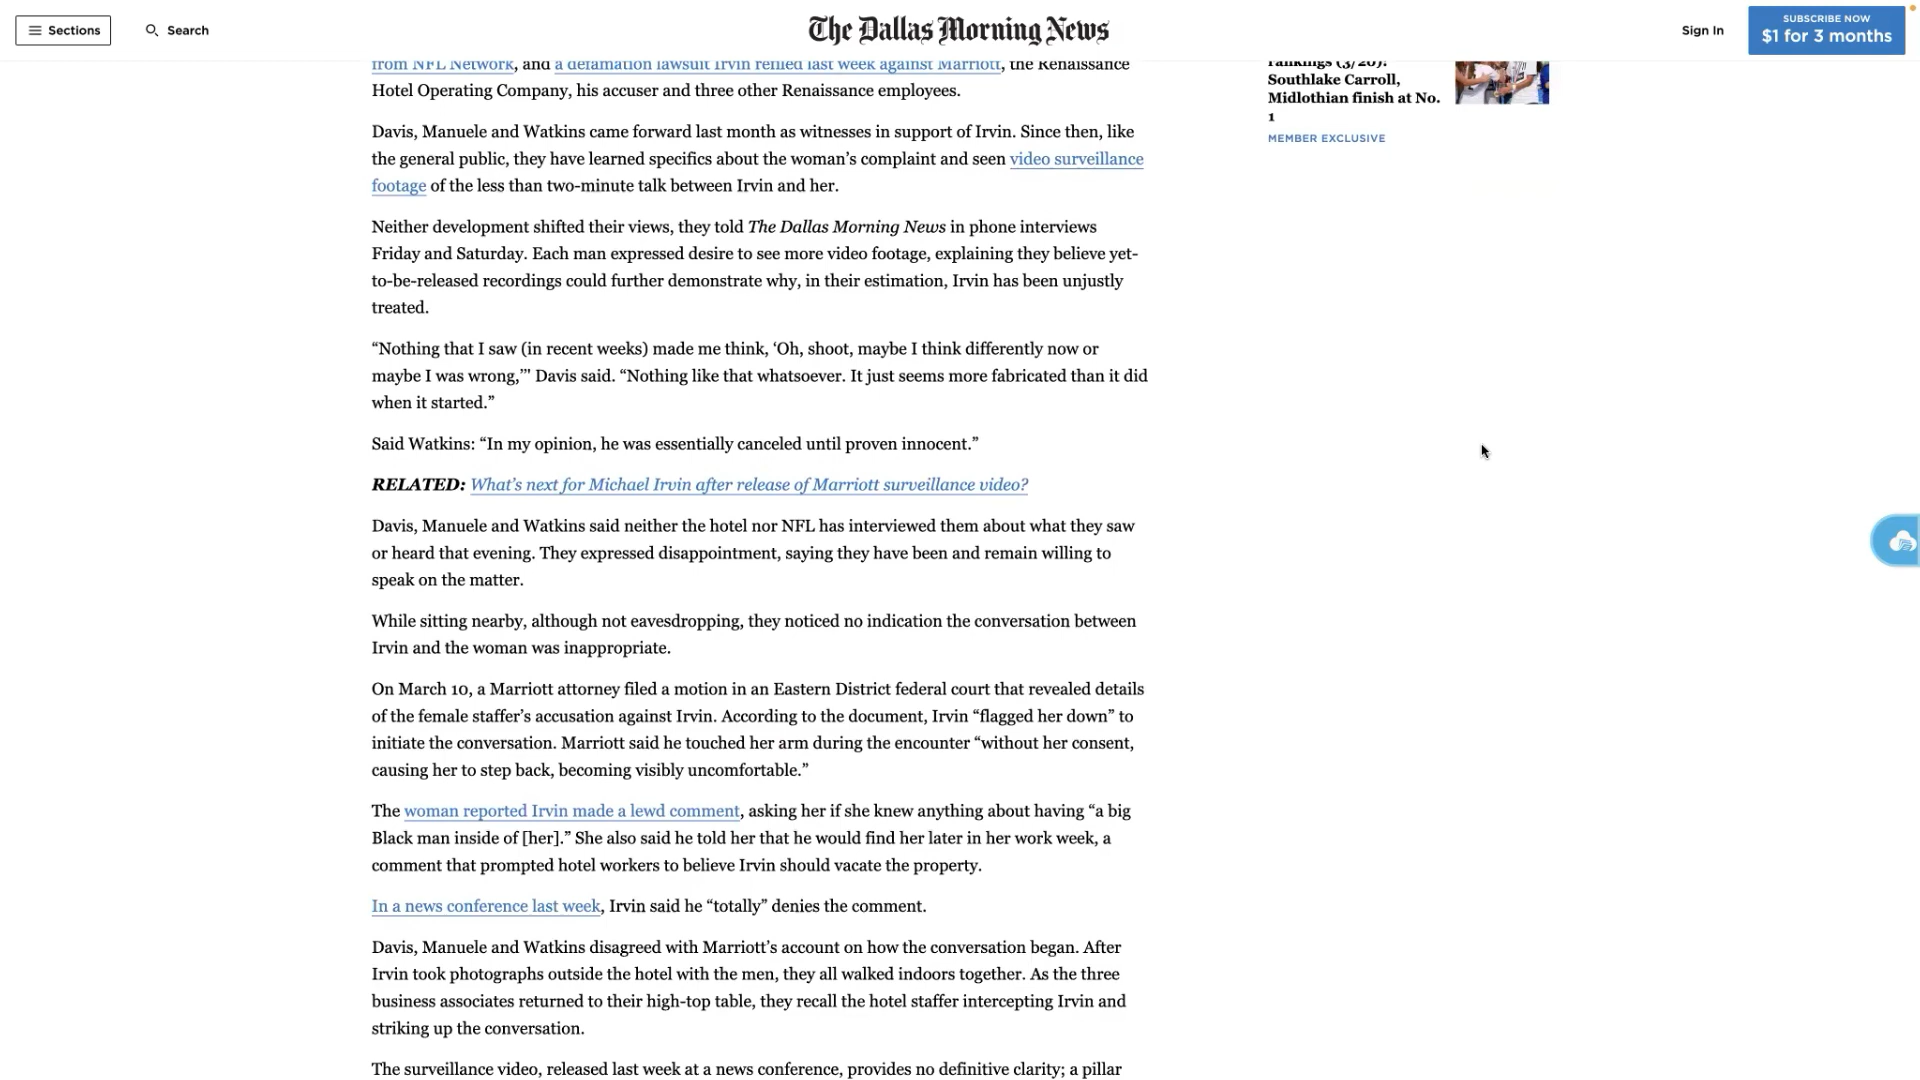 Sections
Search
The Dallas Morning News
Sign In
SUBSCRIBE NOW
$1 for 3 months
from NFL Network, and a defamation lawsuit Irvin refiled last week against Marriott, the Renaissance
Hotel Operating Company, his accuser and three other Renaissance employees.
Davis, Manuele and Watkins came forward last month as witnesses in support of Irvin. Since then, like
the general public, they have learned specifics about the woman’s complaint and seen video surveillance
footage of the less than two-minute talk between Irvin and her.
Neither development shifted their views, they told The Dallas Morning News in phone interviews
Friday and Saturday. Each man expressed desire to see more video footage, explaining they believe yet-
to-be-released recordings could further demonstrate why, in their estimation, Irvin has been unjustly
treated.
“Nothing that I saw (in recent weeks) made me think, ‘Oh, shoot, maybe I think differently now or
maybe I was wrong,’” Davis said. “Nothing like that whatsoever. It just seems more fabricated than it did
when it started.”
Said Watkins: “In my opinion, he was essentially canceled until proven innocent.”
RELATED: What’s next for Michael Irvin after release of Marriott surveillance video?
Davis, Manuele and Watkins said neither the hotel nor NFL has interviewed them about what they saw
or heard that evening. They expressed disappointment, saying they have been and remain willing to
speak on the matter.
While sitting nearby, although not eavesdropping, they noticed no indication the conversation between
Irvin and the woman was inappropriate.
On March 10, a Marriott attorney filed a motion in an Eastern District federal court that revealed details
of the female staffer’s accusation against Irvin. According to the document, Irvin “flagged her down” to
initiate the conversation. Marriott said he touched her arm during the encounter “without her consent,
causing her to step back, becoming visibly uncomfortable.”
The woman reported Irvin made a lewd comment, asking her if she knew anything about having “a big
Black man inside of [her].” She also said he told her that he would find her later in her work week, a
comment that prompted hotel workers to believe Irvin should vacate the property.
In a news conference last week, Irvin said he “totally” denies the comment.
Davis, Manuele and Watkins disagreed with Marriott’s account on how the conversation began. After
Irvin took photographs outside the hotel with the men, they all walked indoors together. As the three
business associates returned to their high-top table, they recall the hotel staffer intercepting Irvin and
striking up the conversation.
The surveillance video, released last week at a news conference, provides no definitive clarity; a pillar
rankings (3/20):
Southlake Carroll,
Midlothian finish at No.
1
MEMBER EXCLUSIVE